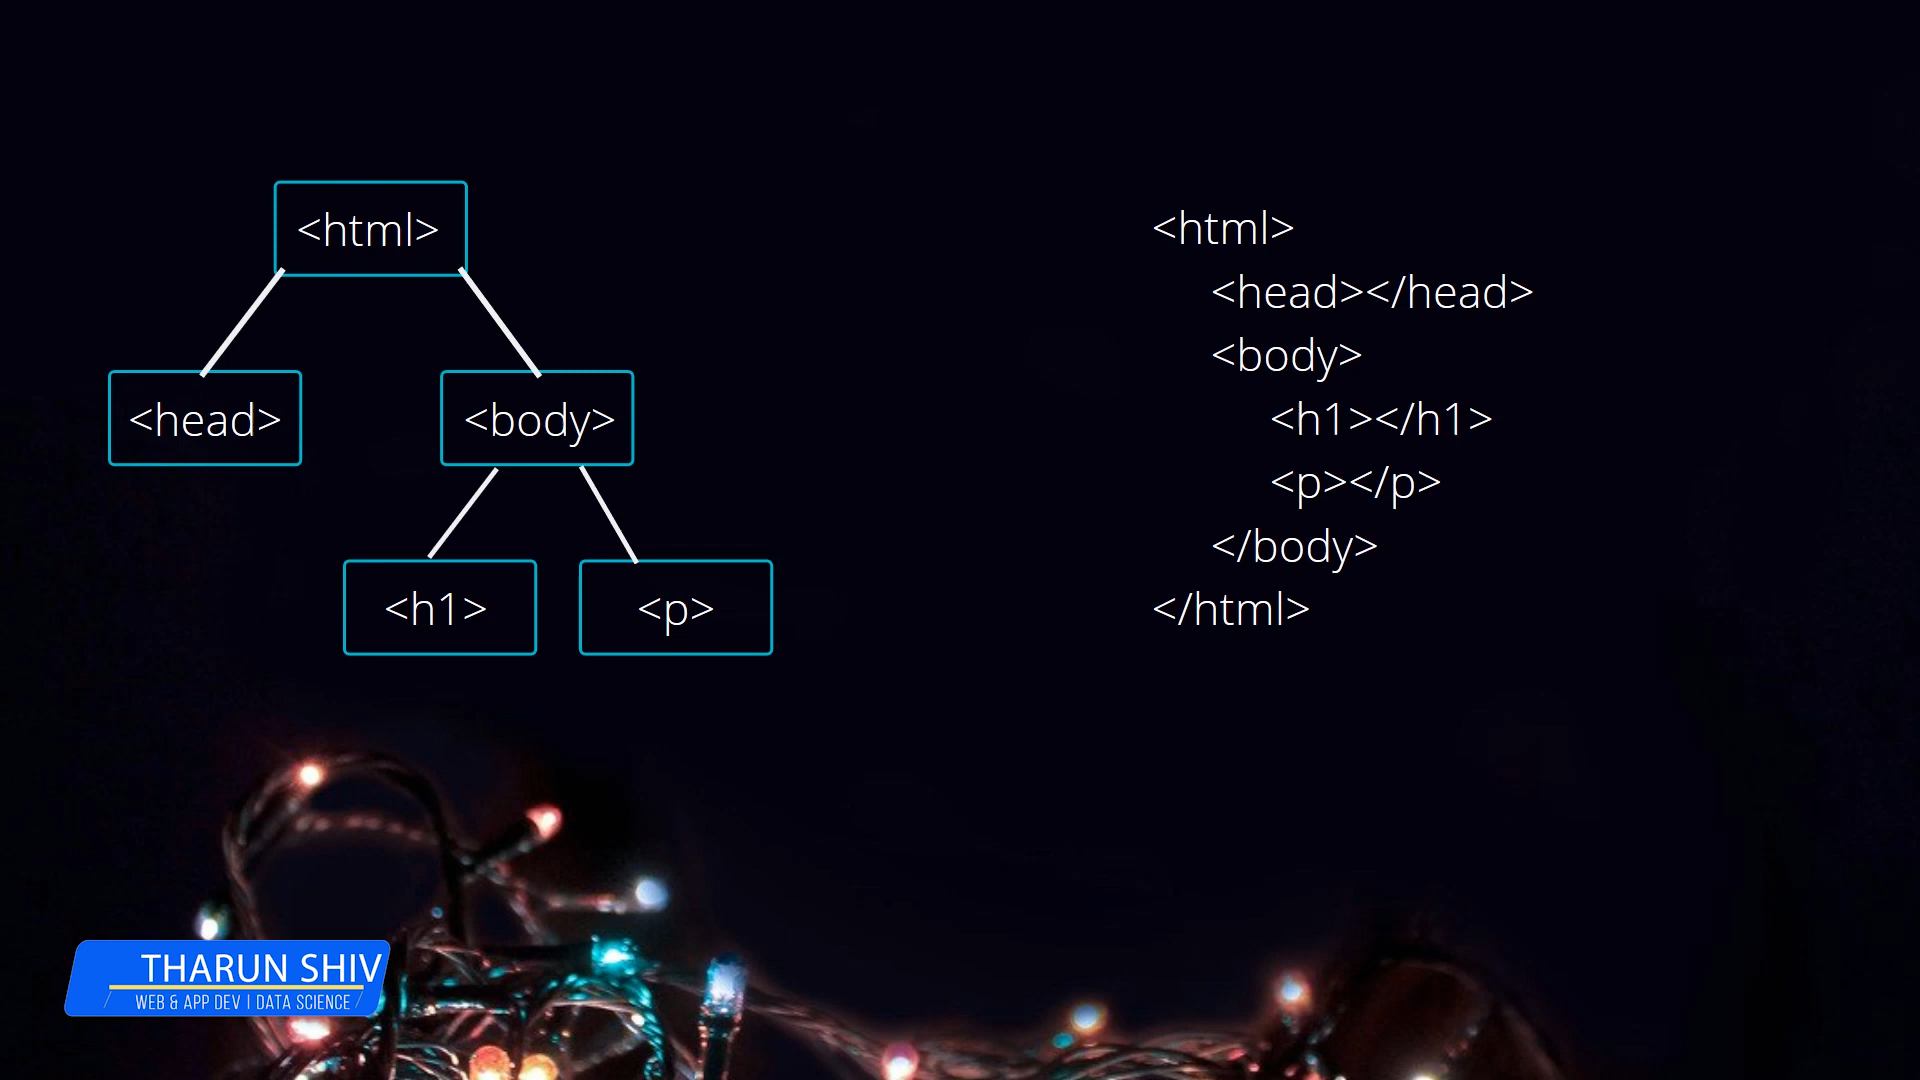 <html>
<head>
<body>
<h1>
<p>
<html>
<head></head>
<body>
<h1></h1>
<p></p>
</body>
</html>
THARUN SHIV
WEB & APP DEV | DATA SCIENCE